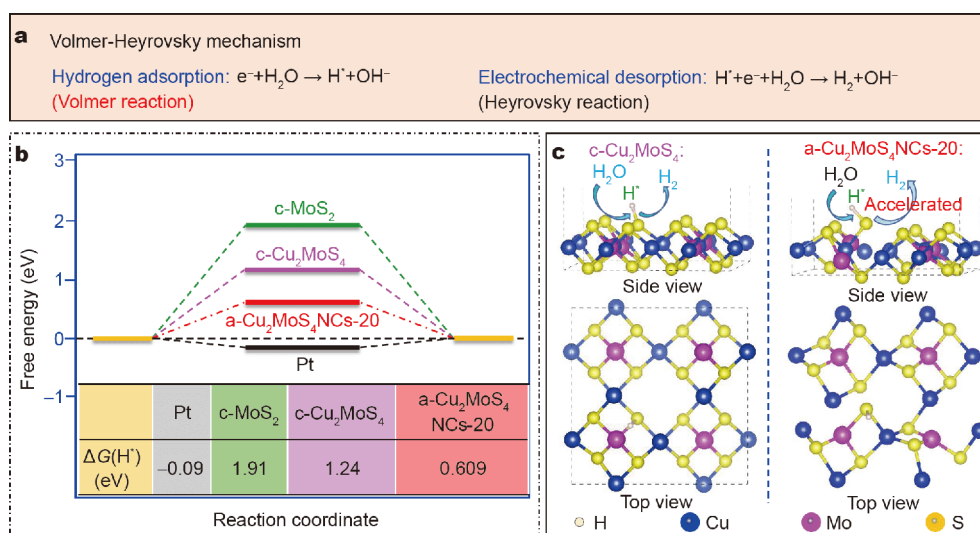 a Volmer-Heyrovsky mechanism
Hydrogen adsorption: e⁻+H₂O → H*+OH⁻
(Volmer reaction)
Electrochemical desorption: H*+e⁻+H₂O → H₂+OH⁻
(Heyrovsky reaction)
b
Free energy (eV)
3
2
1
0
−1
c-MoS₂
c-Cu₂MoS₄
a-Cu₂MoS₄NCs-20
Pt
Pt c-MoS₂ c-Cu₂MoS₄ a-Cu₂MoS₄
NCs-20
ΔG(H*)
(eV)
−0.09 1.91 1.24 0.609
Reaction coordinate
c
c-Cu₂MoS₄:
H₂O H₂
H*
Side view
Top view
a-Cu₂MoS₄NCs-20:
H₂O H₂
H*
Accelerated
Side view
Top view
H Cu Mo S